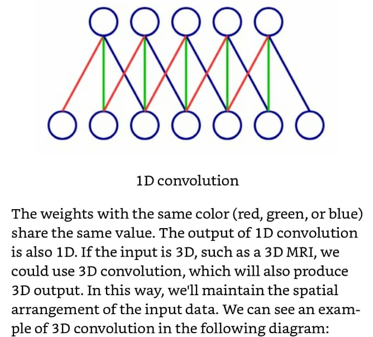 1D convolution
The weights with the same color (red, green, or blue)
share the same value. The output of 1D convolution
is also 1D. If the input is 3D, such as a 3D MRI, we
could use 3D convolution, which will also produce
3D output. In this way, we'll maintain the spatial
arrangement of the input data. We can see an exam-
ple of 3D convolution in the following diagram: